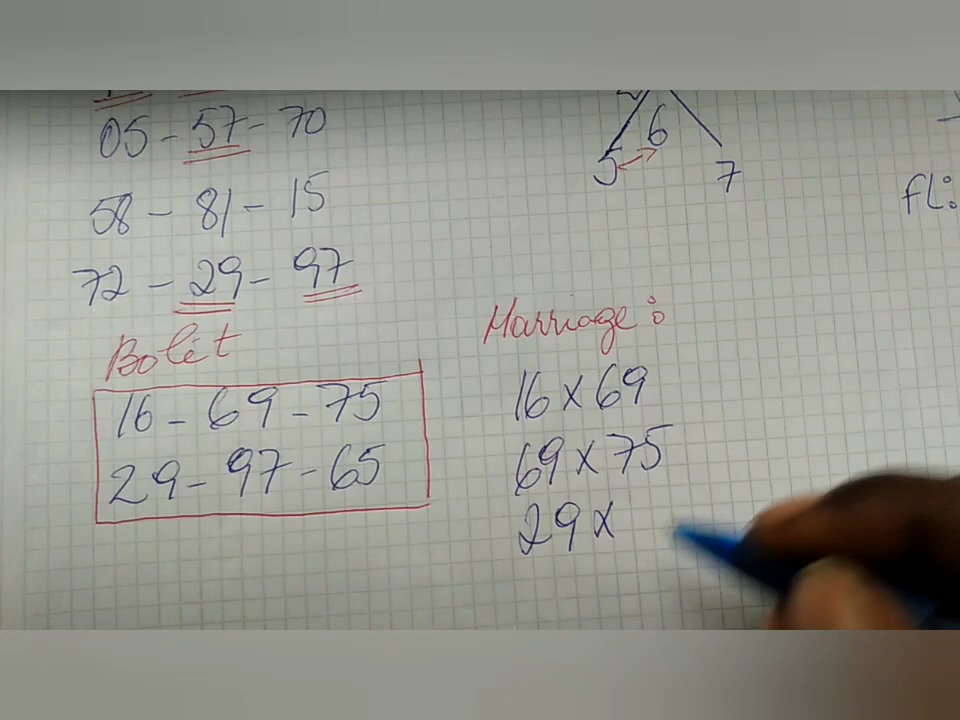 05 - 57 - 70
58 - 81 - 15
72 - 29 - 97
6
5
7
fL:
Bolèt
16 - 69 - 75
29 - 97 - 65
Marriage:
16 x 69
69 x 75
29 x